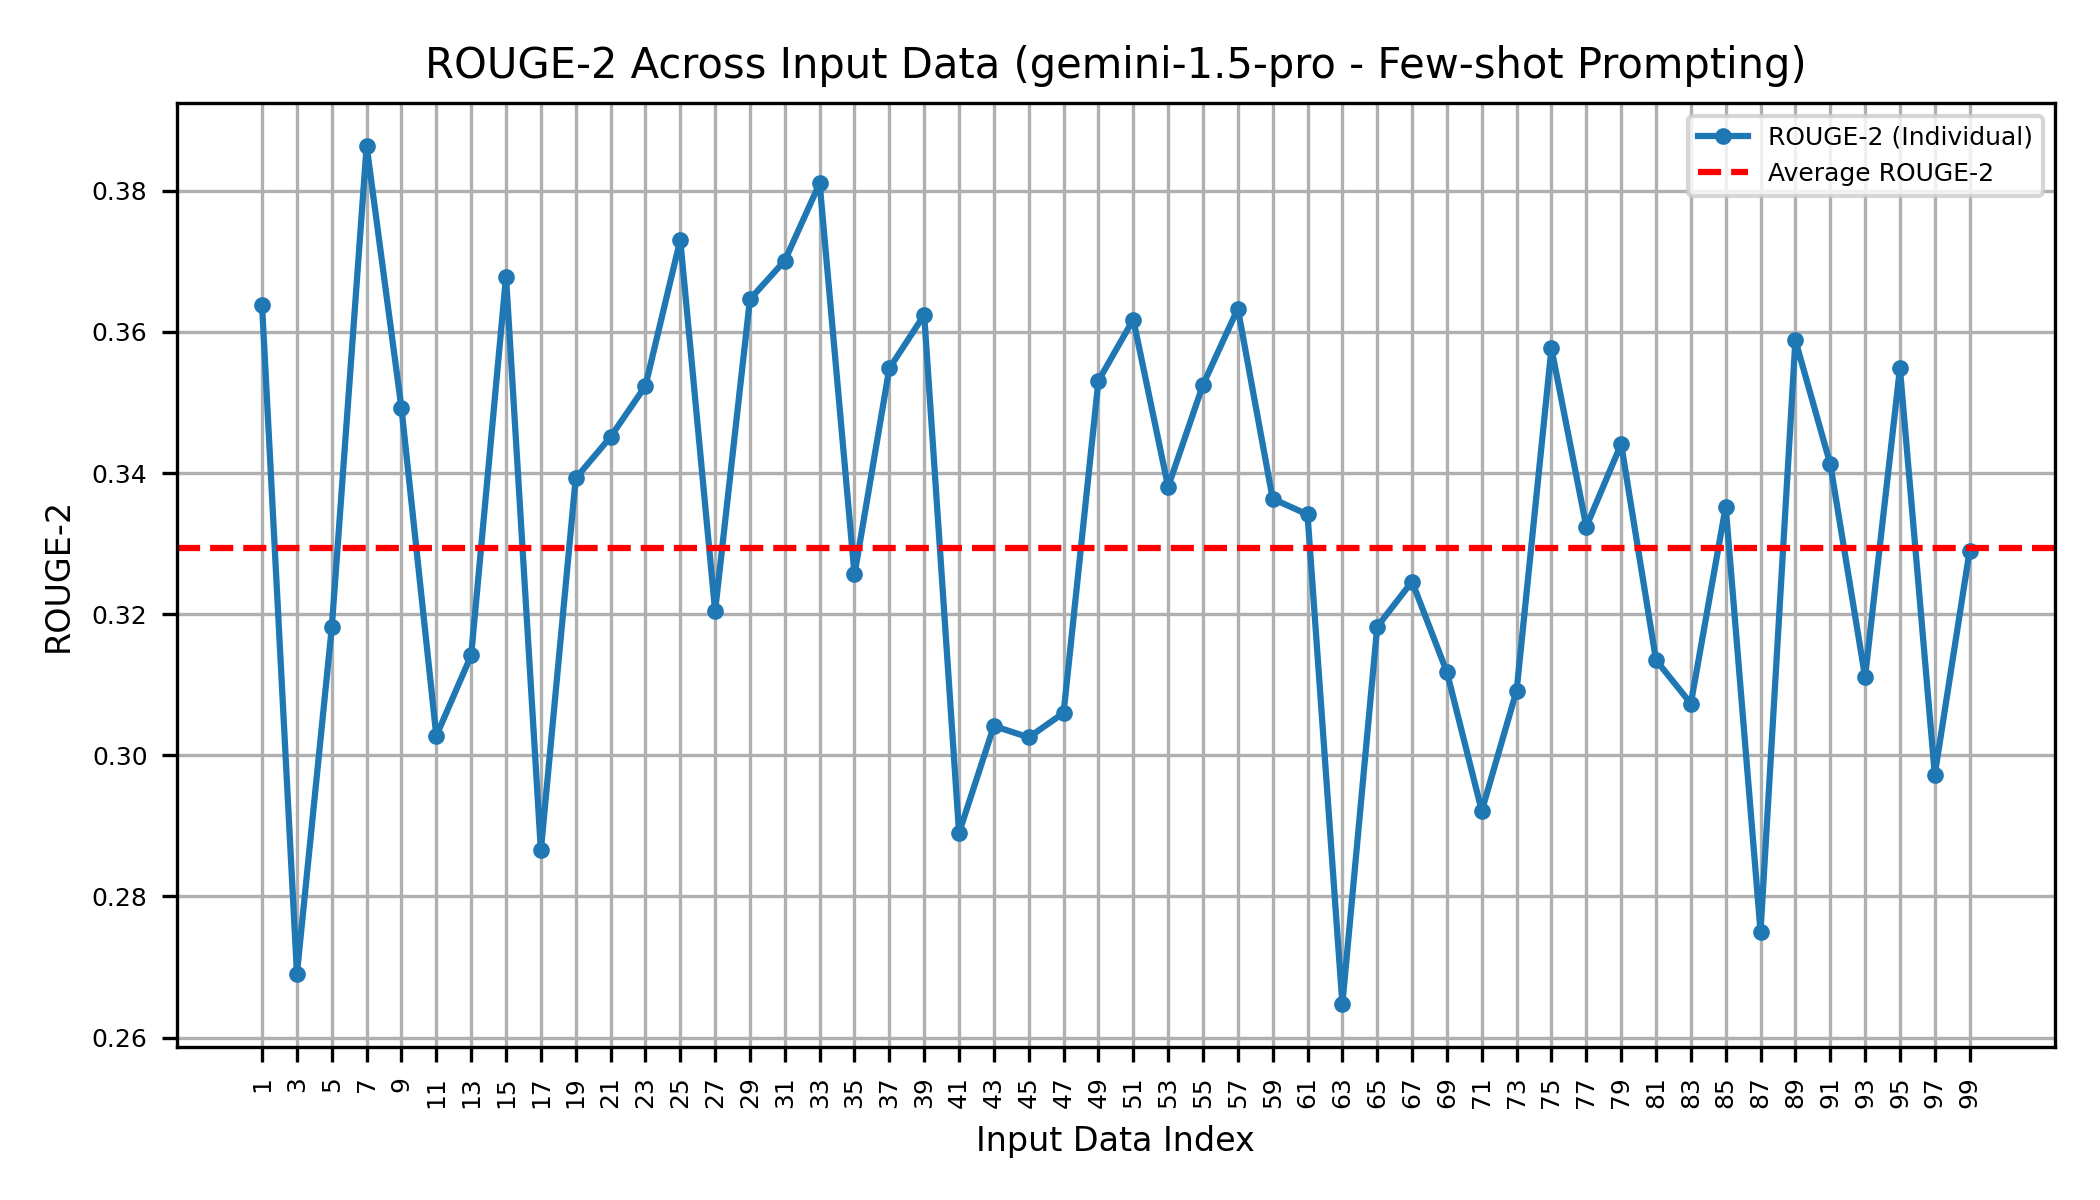 ROUGE-2 Across Input Data (gemini-1.5-pro - Few-shot Prompting)
ROUGE-2 (Individual)
Average ROUGE-2
ROUGE-2
0.38
0.36
0.34
0.32
0.30
0.28
0.26
1 3 5 7 9 11 13 15 17 19 21 23 25 27 29 31 33 35 37 39 41 43 45 47 49 51 53 55 57 59 61 63 65 67 69 71 73 75 77 79 81 83 85 87 89 91 93 95 97 99
Input Data Index